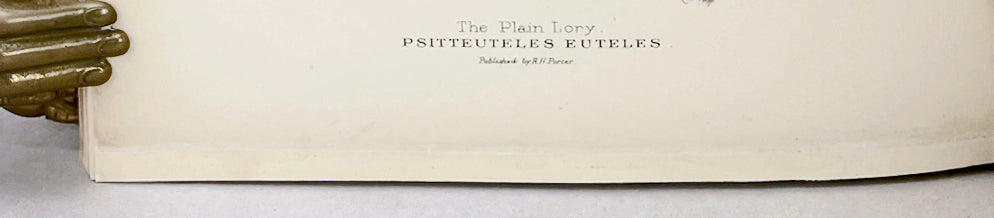 The Plain Lory.
PSITTEUTELES EUTELES.
Published by R.H.Porter.